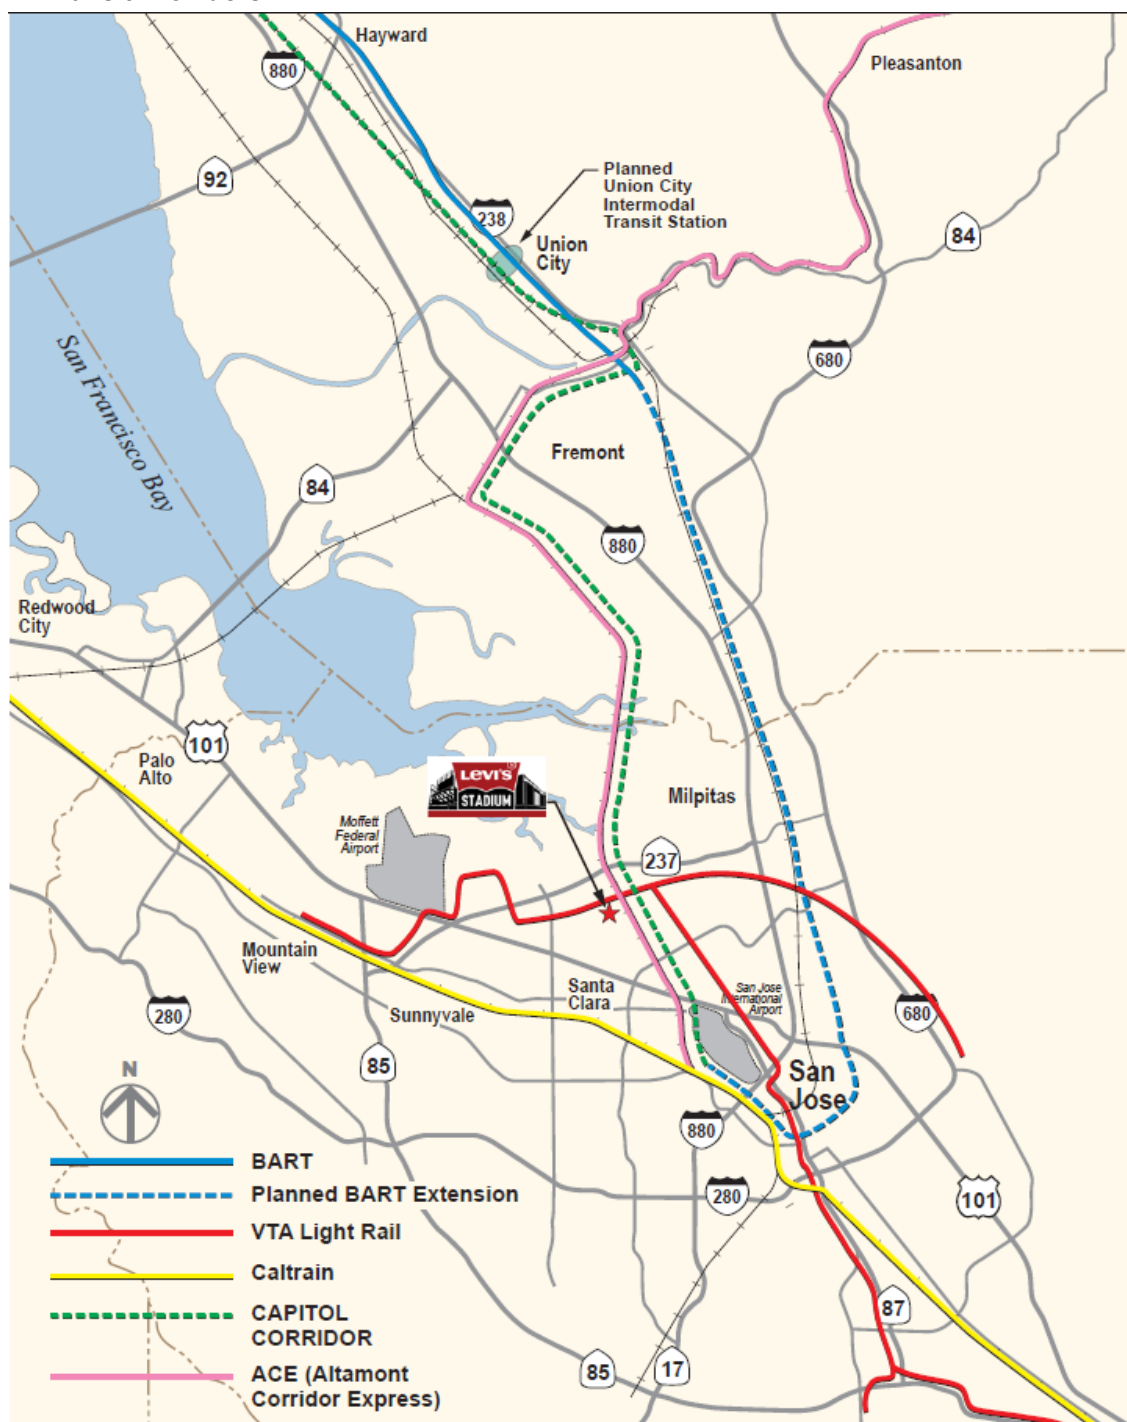 Hayward
880
Pleasanton
92
Planned
Union City
Intermodal
Transit Station
238
Union
City
84
680
San Francisco Bay
Fremont
84
880
Redwood
City
101
Palo
Alto
LEVI'S
®
STADIUM
Milpitas
Moffett
Federal
Airport
237
Mountain
View
Santa
Clara
San Jose
International
Airport
280
Sunnyvale
680
85
N
San
Jose
880
280
101
BART
Planned BART Extension
VTA Light Rail
Caltrain
CAPITOL
CORRIDOR
87
85
17
ACE (Altamont
Corridor Express)